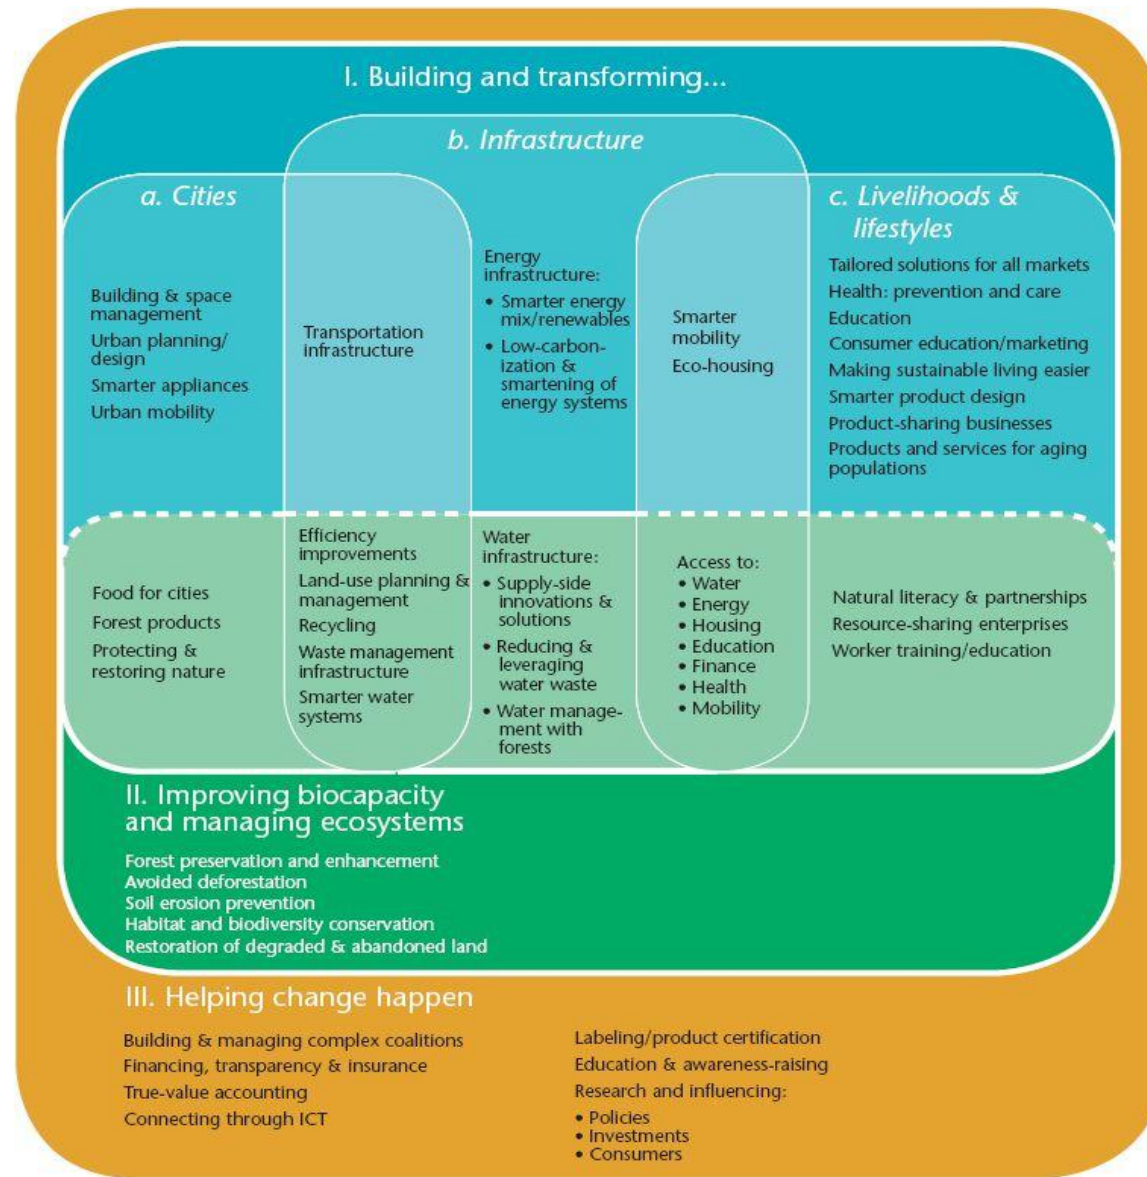 I. Building and transforming...
b. Infrastructure
a. Cities
c. Livelihoods &
lifestyles
Building & space
management
Urban planning/
design
Smarter appliances
Urban mobility
Transportation
infrastructure
Energy
infrastructure:
• Smarter energy
mix/renewables
• Low-carbon-
ization &
smartening of
energy systems
Smarter
mobility
Eco-housing
Tailored solutions for all markets
Health: prevention and care
Education
Consumer education/marketing
Making sustainable living easier
Smarter product design
Product-sharing businesses
Products and services for aging
populations
Food for cities
Forest products
Protecting &
restoring nature
Efficiency
improvements
Land-use planning &
management
Recycling
Waste management
infrastructure
Smarter water
systems
Water
infrastructure:
• Supply-side
innovations &
solutions
• Reducing &
leveraging
water waste
• Water manage-
ment with
forests
Access to:
• Water
• Energy
• Housing
• Education
• Finance
• Health
• Mobility
Natural literacy & partnerships
Resource-sharing enterprises
Worker training/education
II. Improving biocapacity
and managing ecosystems
Forest preservation and enhancement
Avoided deforestation
Soil erosion prevention
Habitat and biodiversity conservation
Restoration of degraded & abandoned land
III. Helping change happen
Building & managing complex coalitions
Financing, transparency & insurance
True-value accounting
Connecting through ICT
Labeling/product certification
Education & awareness-raising
Research and influencing:
• Policies
• Investments
• Consumers